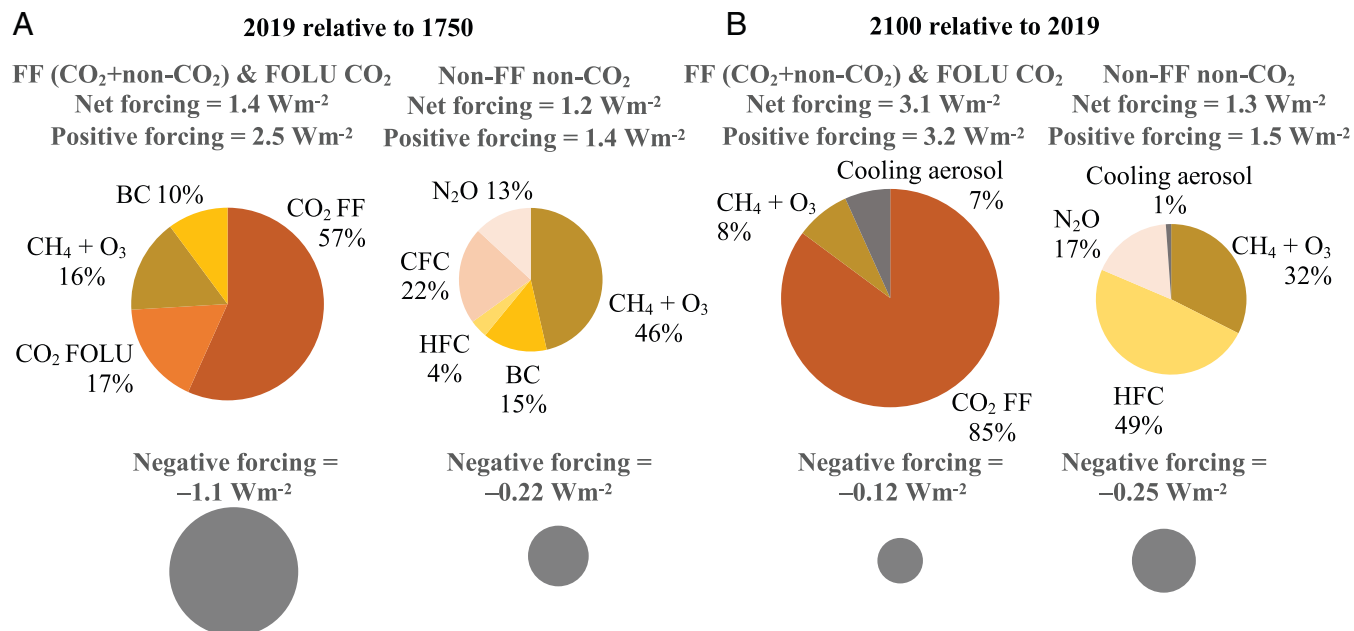 A
2019 relative to 1750
FF (CO₂+non-CO₂) & FOLU CO₂
Net forcing = 1.4 Wm⁻²
Positive forcing = 2.5 Wm⁻²
BC 10%
CO₂ FF
57%
CH₄ + O₃
16%
CO₂ FOLU
17%
Negative forcing =
–1.1 Wm⁻²
Non-FF non-CO₂
Net forcing = 1.2 Wm⁻²
Positive forcing = 1.4 Wm⁻²
N₂O 13%
CFC
22%
CH₄ + O₃
46%
HFC
4%
BC
15%
Negative forcing =
–0.22 Wm⁻²
B
2100 relative to 2019
FF (CO₂+non-CO₂) & FOLU CO₂
Net forcing = 3.1 Wm⁻²
Positive forcing = 3.2 Wm⁻²
Cooling aerosol
7%
CH₄ + O₃
8%
CO₂ FF
85%
Negative forcing =
–0.12 Wm⁻²
Non-FF non-CO₂
Net forcing = 1.3 Wm⁻²
Positive forcing = 1.5 Wm⁻²
Cooling aerosol
1%
N₂O
17%
CH₄ + O₃
32%
HFC
49%
Negative forcing =
–0.25 Wm⁻²